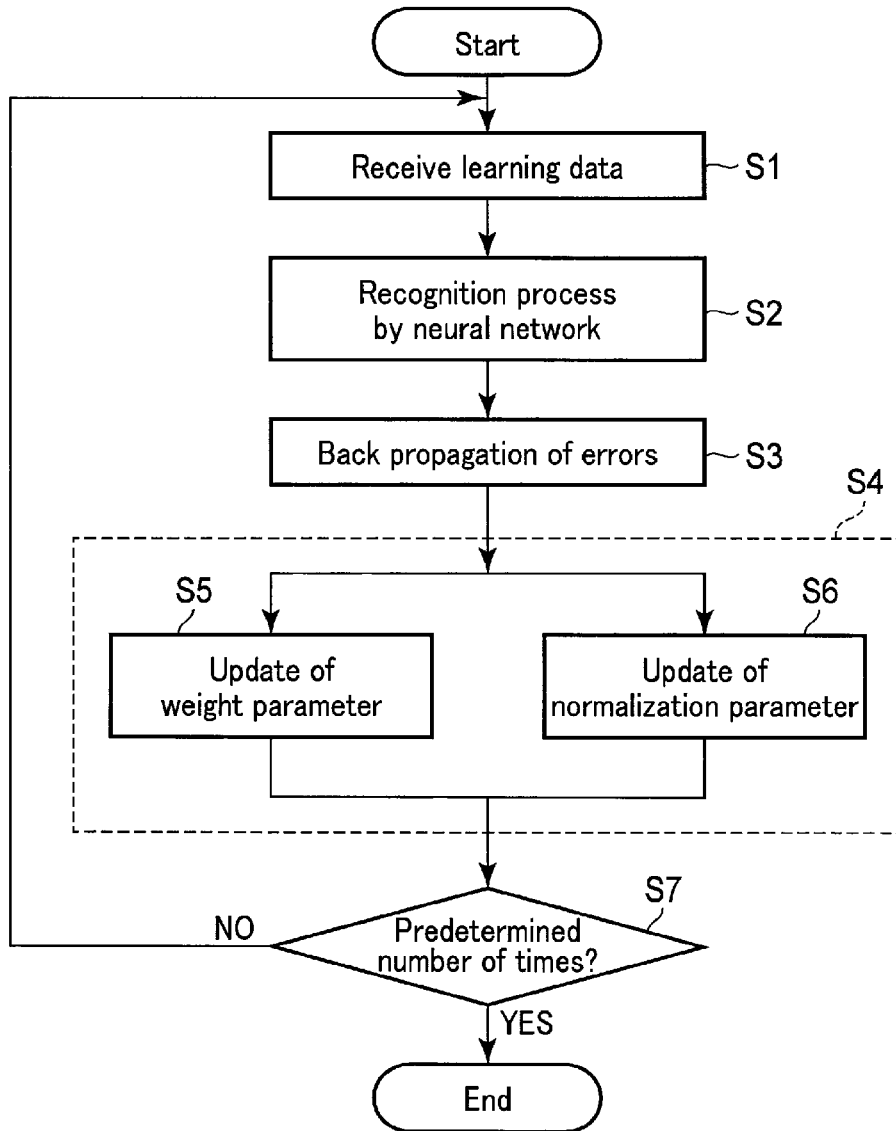 Start
Receive learning data
S1
Recognition process
by neural network
S2
Back propagation of errors
S3
S4
S5
Update of
weight parameter
S6
Update of
normalization parameter
S7
Predetermined
number of times?
NO
YES
End